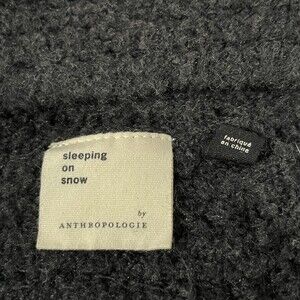 sleeping
on
snow
by
ANTHROPOLOGIE
fabriqué
en chine